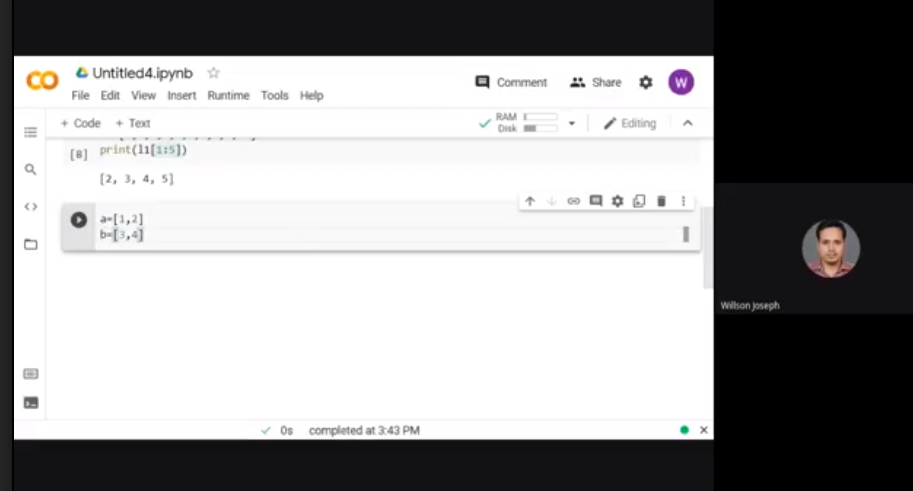 Untitled4.ipynb
Comment
Share
W
File Edit View Insert Runtime Tools Help
+ Code + Text
RAM
Disk
Editing
[8] print(l1[1:5])
[2, 3, 4, 5]
a=[1,2]
b=[3,4]
Willson Joseph
0s completed at 3:43 PM